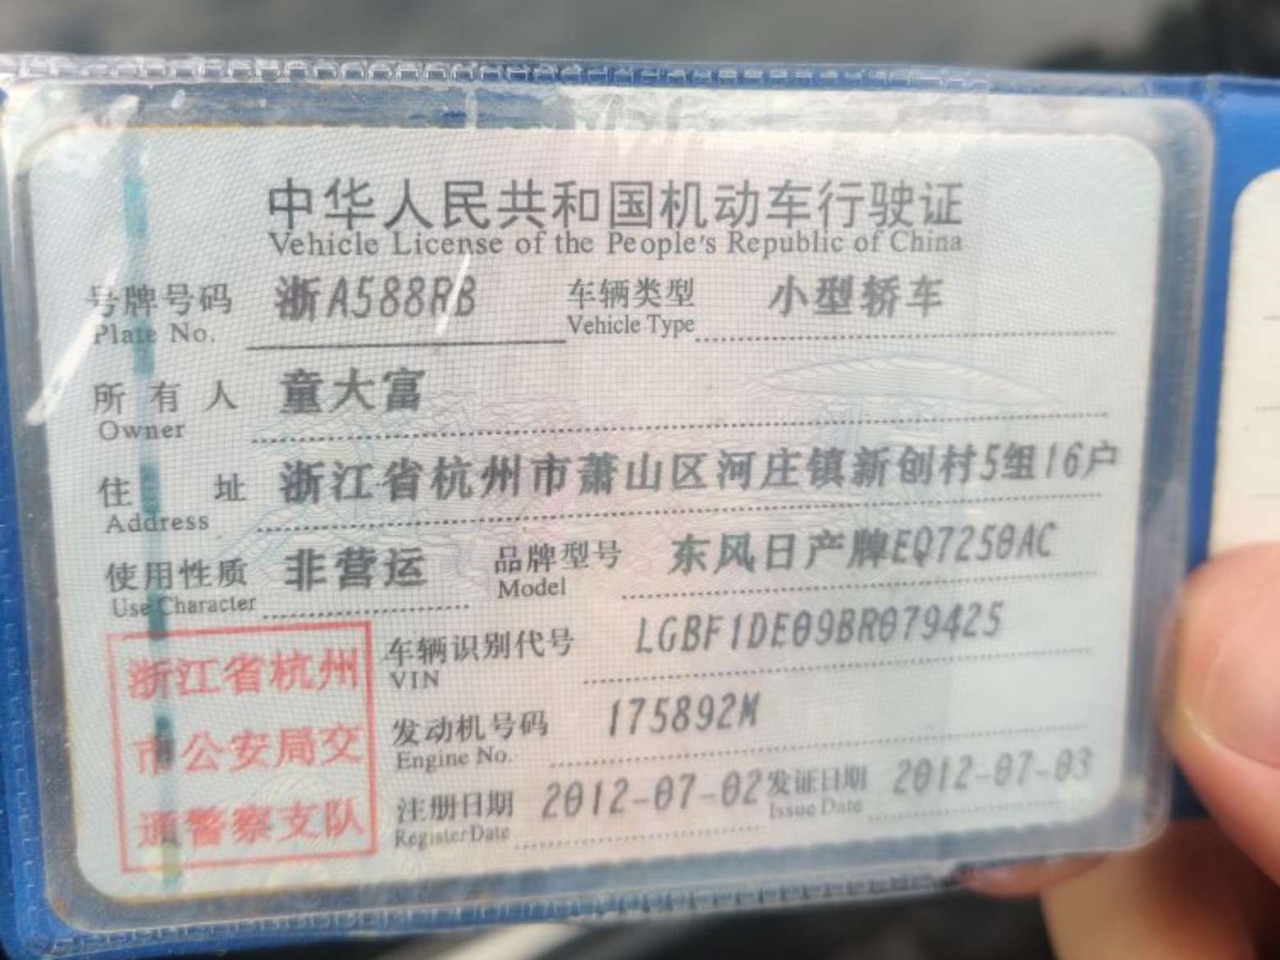 中华人民共和国机动车行驶证
Vehicle License of the People's Republic of China
号牌号码 浙A588RB 车辆类型 小型轿车
Plate No. Vehicle Type
所有人 童大富
Owner
住址 浙江省杭州市萧山区河庄镇新创村5组16户
Address
使用性质 非营运 品牌型号 东风日产牌EQ7250AC
Use Character Model
车辆识别代号 LGBF1DE09BR079425
VIN
发动机号码 175892M
Engine No.
注册日期 2012-07-02 发证日期 2012-07-03
Register Date Issue Date
浙江省杭州
市公安局交
通警察支队